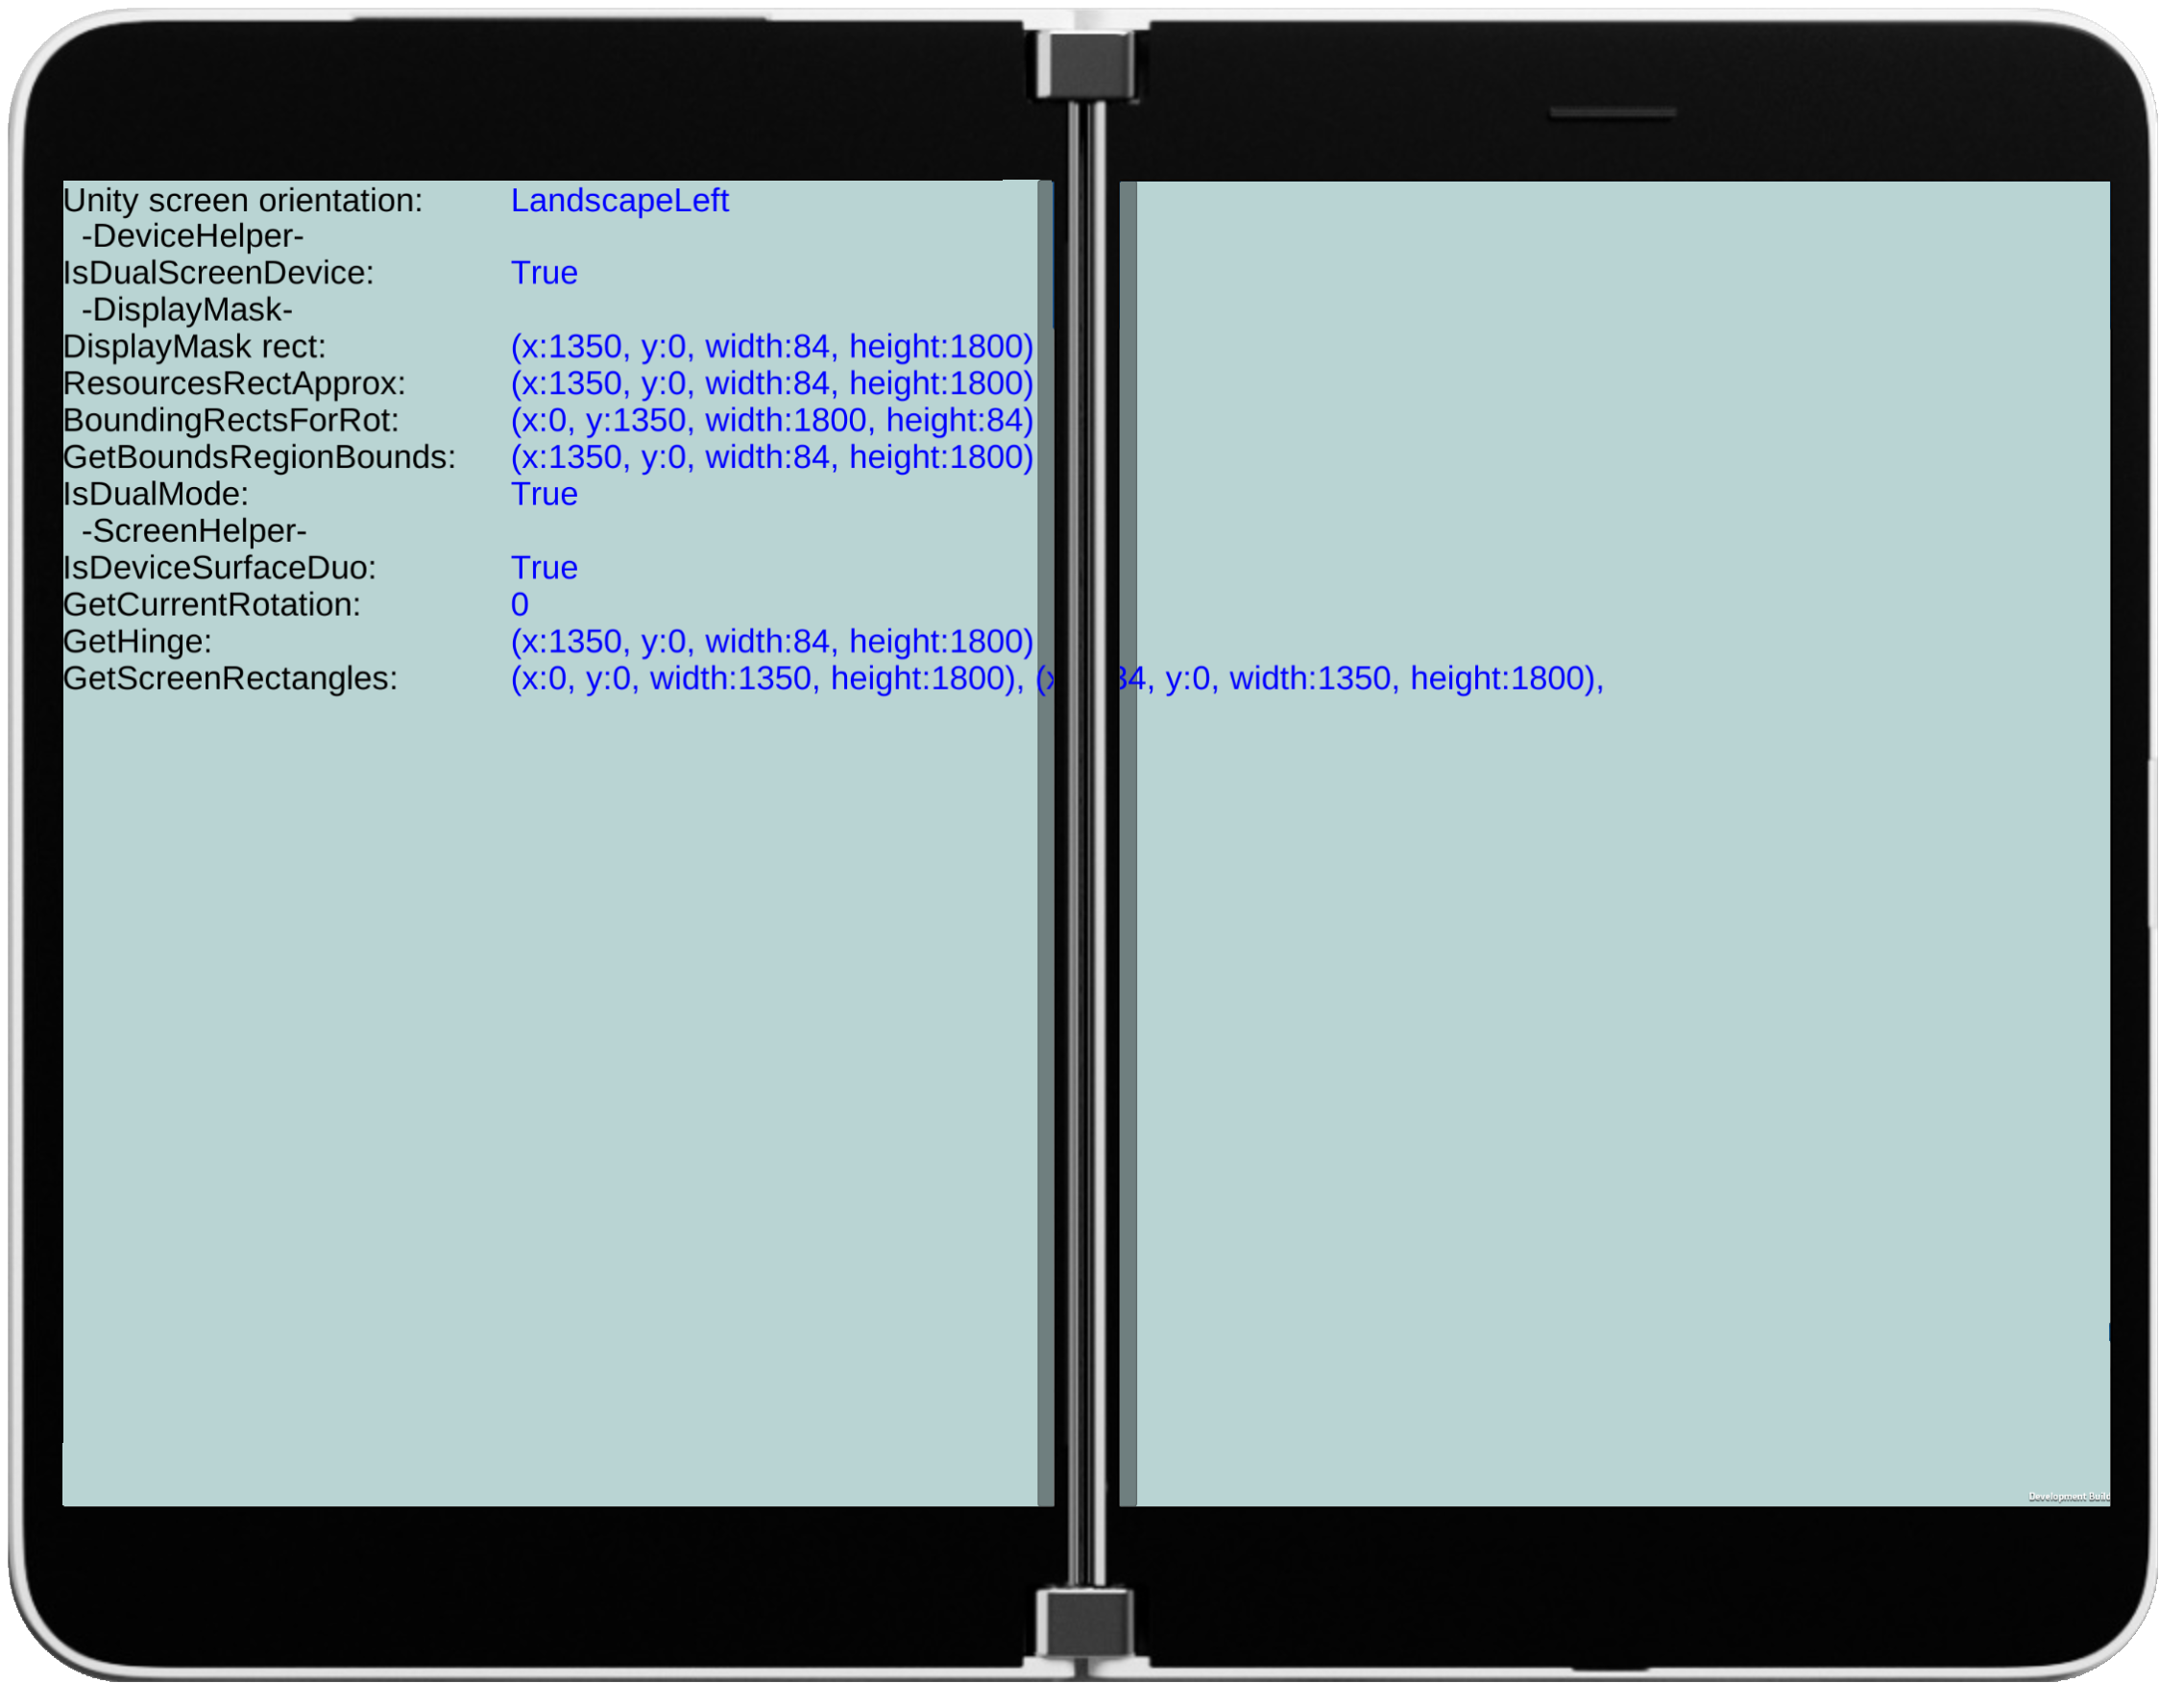 Unity screen orientation: LandscapeLeft
-DeviceHelper-
IsDualScreenDevice: True
-DisplayMask-
DisplayMask rect: (x:1350, y:0, width:84, height:1800)
ResourcesRectApprox: (x:1350, y:0, width:84, height:1800)
BoundingRectsForRot: (x:0, y:1350, width:1800, height:84)
GetBoundsRegionBounds: (x:1350, y:0, width:84, height:1800)
IsDualMode: True
-ScreenHelper-
IsDeviceSurfaceDuo: True
GetCurrentRotation: 0
GetHinge: (x:1350, y:0, width:84, height:1800)
GetScreenRectangles: (x:0, y:0, width:1350, height:1800), (x 34, y:0, width:1350, height:1800),
Development Build